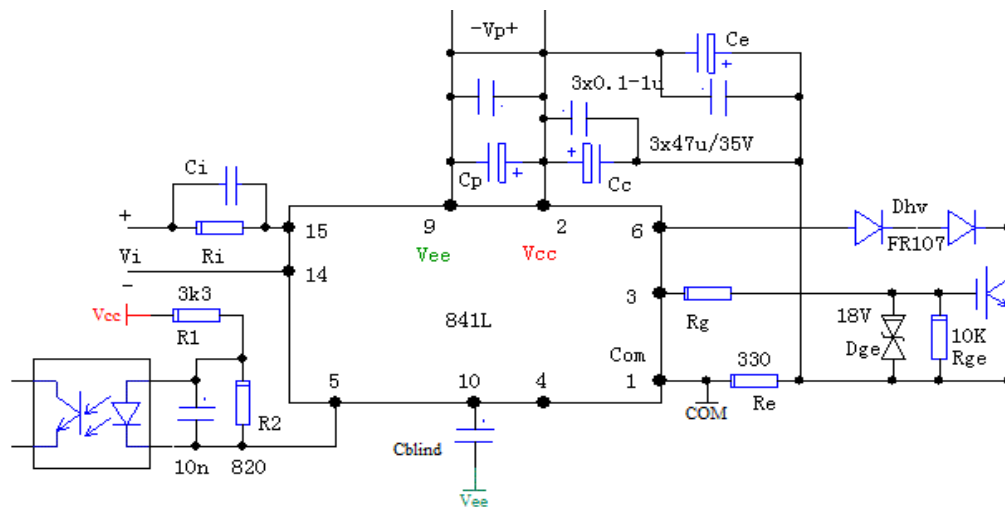 -Vp+
Ce
+
3x0.1-1u
3x47u/35V
Cp
+
+
Cc
Ci
+
Ri
Vi
-
15
14
9
2
6
Vee
Vcc
Dhv
FR107
3
Rg
18V
Dge
10K
Rge
Vcc
3k3
R1
841L
Com
1
330
Re
COM
5
10
4
R2
10n
820
Cblind
Vee